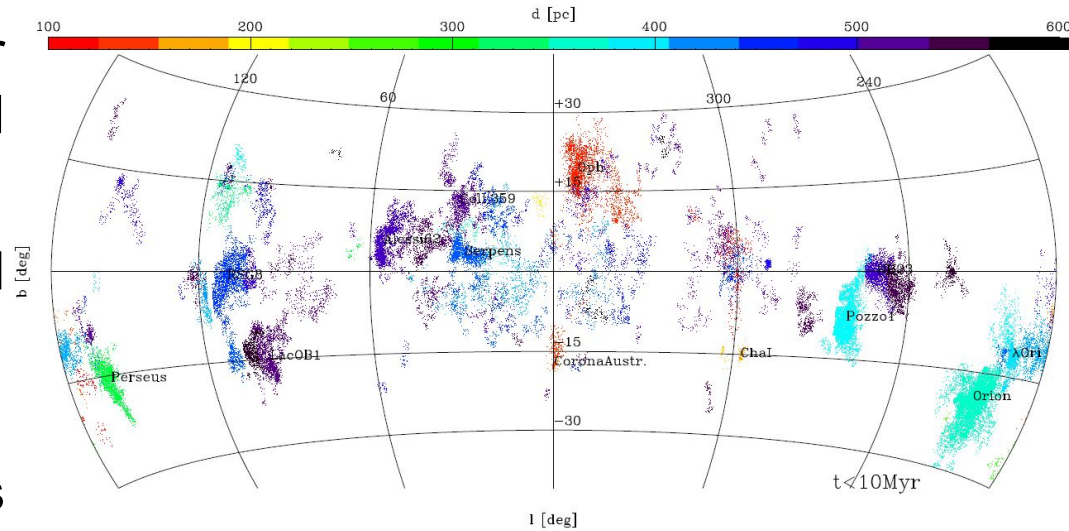 d [pc]
100 200 300 400 500 600
120 60 300 240
+30
Oph
+15
Perseus
LacOB1
Serpens
CoronaAustr.
-15
ChaI
Pozzo1
λOri
Orion
-30
t<10Myr
b [deg]
l [deg]